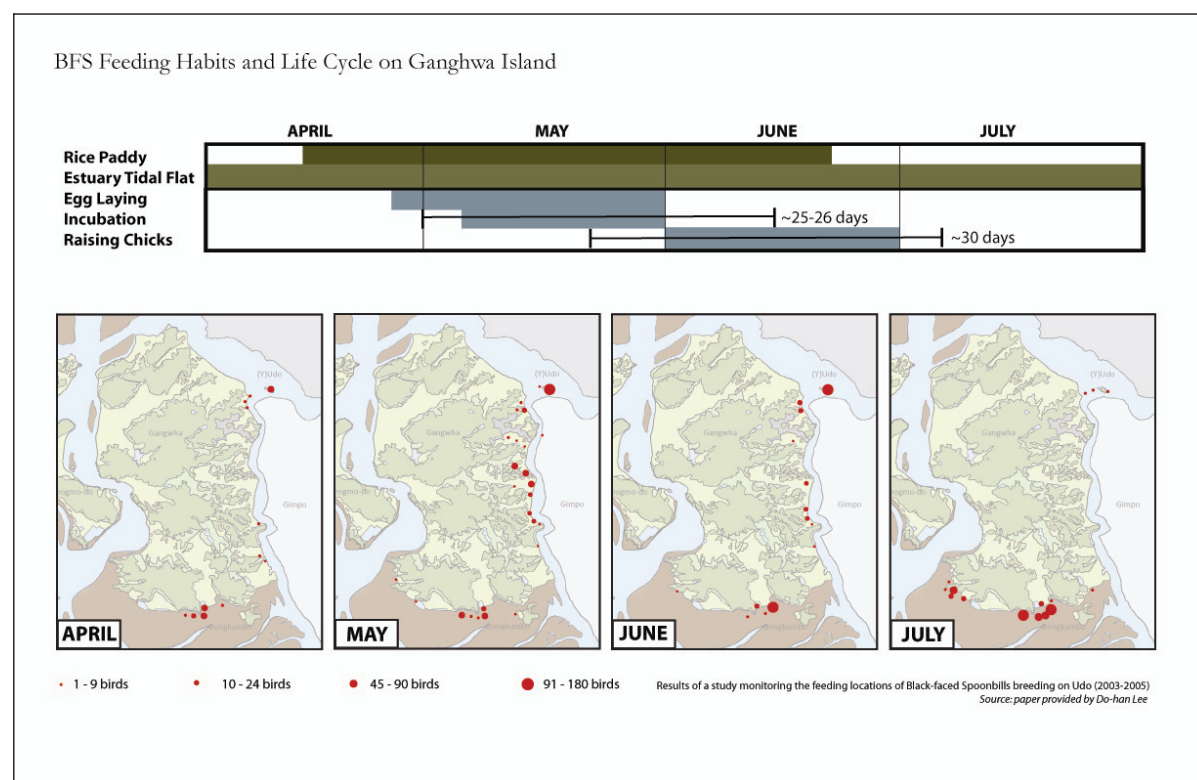 BFS Feeding Habits and Life Cycle on Ganghwa Island
APRIL MAY JUNE JULY
Rice Paddy
Estuary Tidal Flat
Egg Laying
Incubation
~25-26 days
Raising Chicks
~30 days
(Y)Udo
Gangwha
Gimpo
APRIL
(Y)Udo
Gangwha
Gimpo
MAY
(Y)Udo
Gangwha
Gimpo
JUNE
(Y)Udo
Gangwha
Gimpo
JULY
1 - 9 birds
10 - 24 birds
45 - 90 birds
91 - 180 birds
Results of a study monitoring the feeding locations of Black-faced Spoonbills breeding on Udo (2003-2005)
Source: paper provided by Do-han Lee